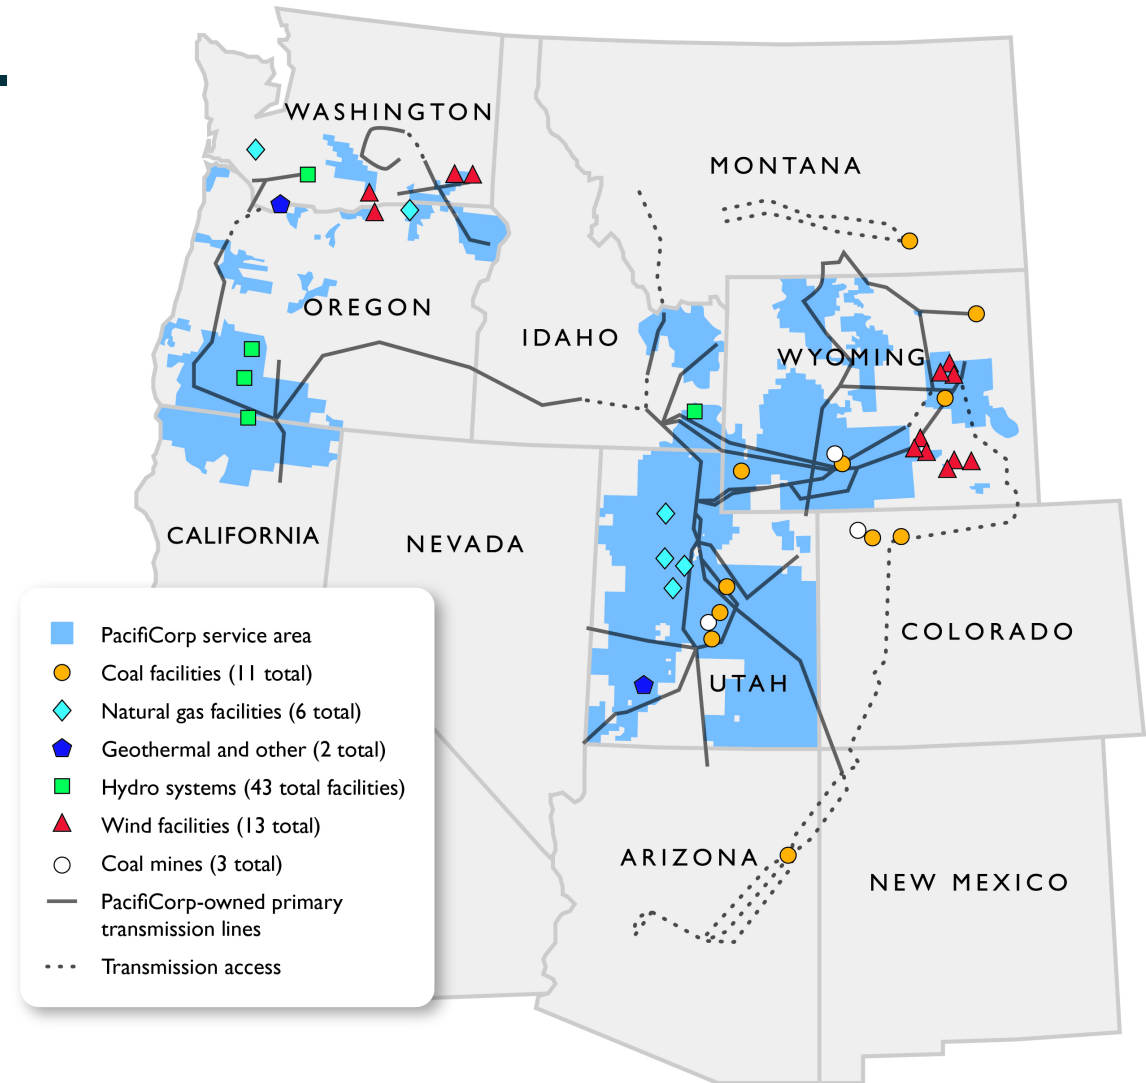 WASHINGTON
MONTANA
OREGON
IDAHO
WYOMING
CALIFORNIA
NEVADA
COLORADO
UTAH
ARIZONA
NEW MEXICO
PacifiCorp service area
Coal facilities (11 total)
Natural gas facilities (6 total)
Geothermal and other (2 total)
Hydro systems (43 total facilities)
Wind facilities (13 total)
Coal mines (3 total)
PacifiCorp-owned primary
transmission lines
Transmission access